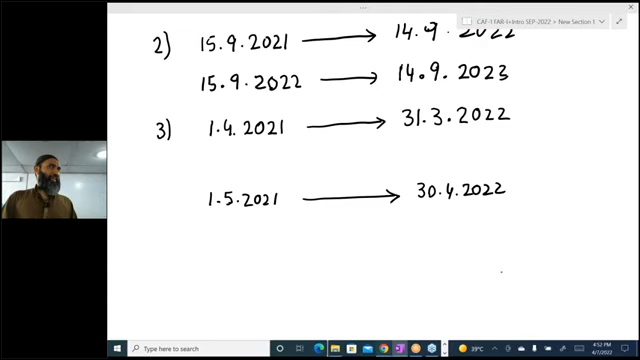 CAF-1 FAR-I+Intro SEP-2022 > New Section 1
2) 15.9.2021 → 14.9.2022
15.9.2022 → 14.9.2023
3) 1.4.2021 → 31.3.2022
1.5.2021 → 30.4.2022
Type here to search
39°C
4:52 PM
4/7/2022